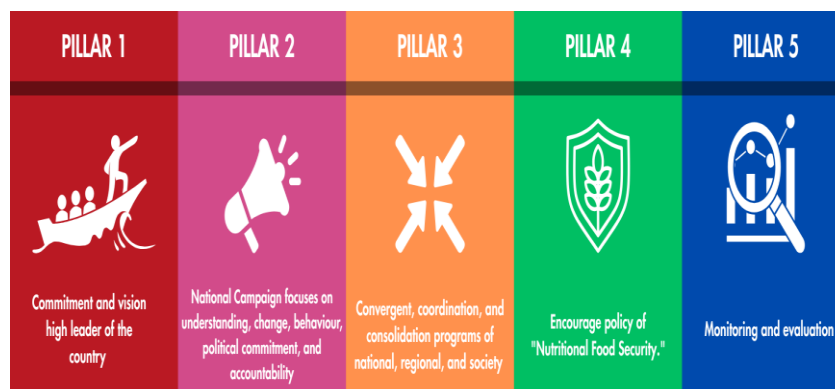 PILLAR 1
Commitment and vision
high leader of the
country
PILLAR 2
National Campaign focuses on
understanding, change, behaviour,
political commitment, and
accountability
PILLAR 3
Convergent, coordination, and
consolidation programs of
national, regional, and society
PILLAR 4
Encourage policy of
"Nutritional Food Security."
PILLAR 5
Monitoring and evaluation